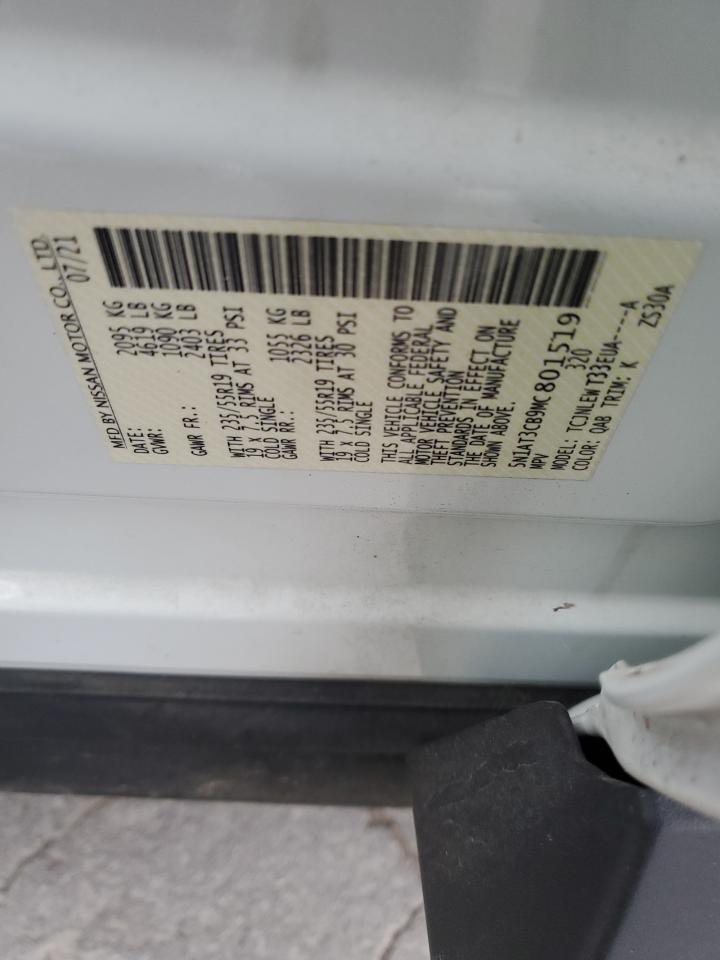 MFD BY NISSAN MOTOR CO., LTD.
DATE: 07/21
GVWR: 2095 KG
4619 LB
GAWR FR.: 1090 KG
2403 LB
WITH 235/55R19 TIRES
19 X 7.5 RIMS AT 33 PSI
COLD SINGLE
GAWR RR.: 1055 KG
2326 LB
WITH 235/55R19 TIRES
19 X 7.5 RIMS AT 30 PSI
COLD SINGLE
THIS VEHICLE CONFORMS TO
ALL APPLICABLE FEDERAL
MOTOR VEHICLE SAFETY AND
THEFT PREVENTION
STANDARDS IN EFFECT ON
THE DATE OF MANUFACTURE
SHOWN ABOVE.
5N1AT3CB9MC801519
MPV 320
MODEL: TCJNLEWT33EUA----A
COLOR: QAB TRIM: K ZS30A